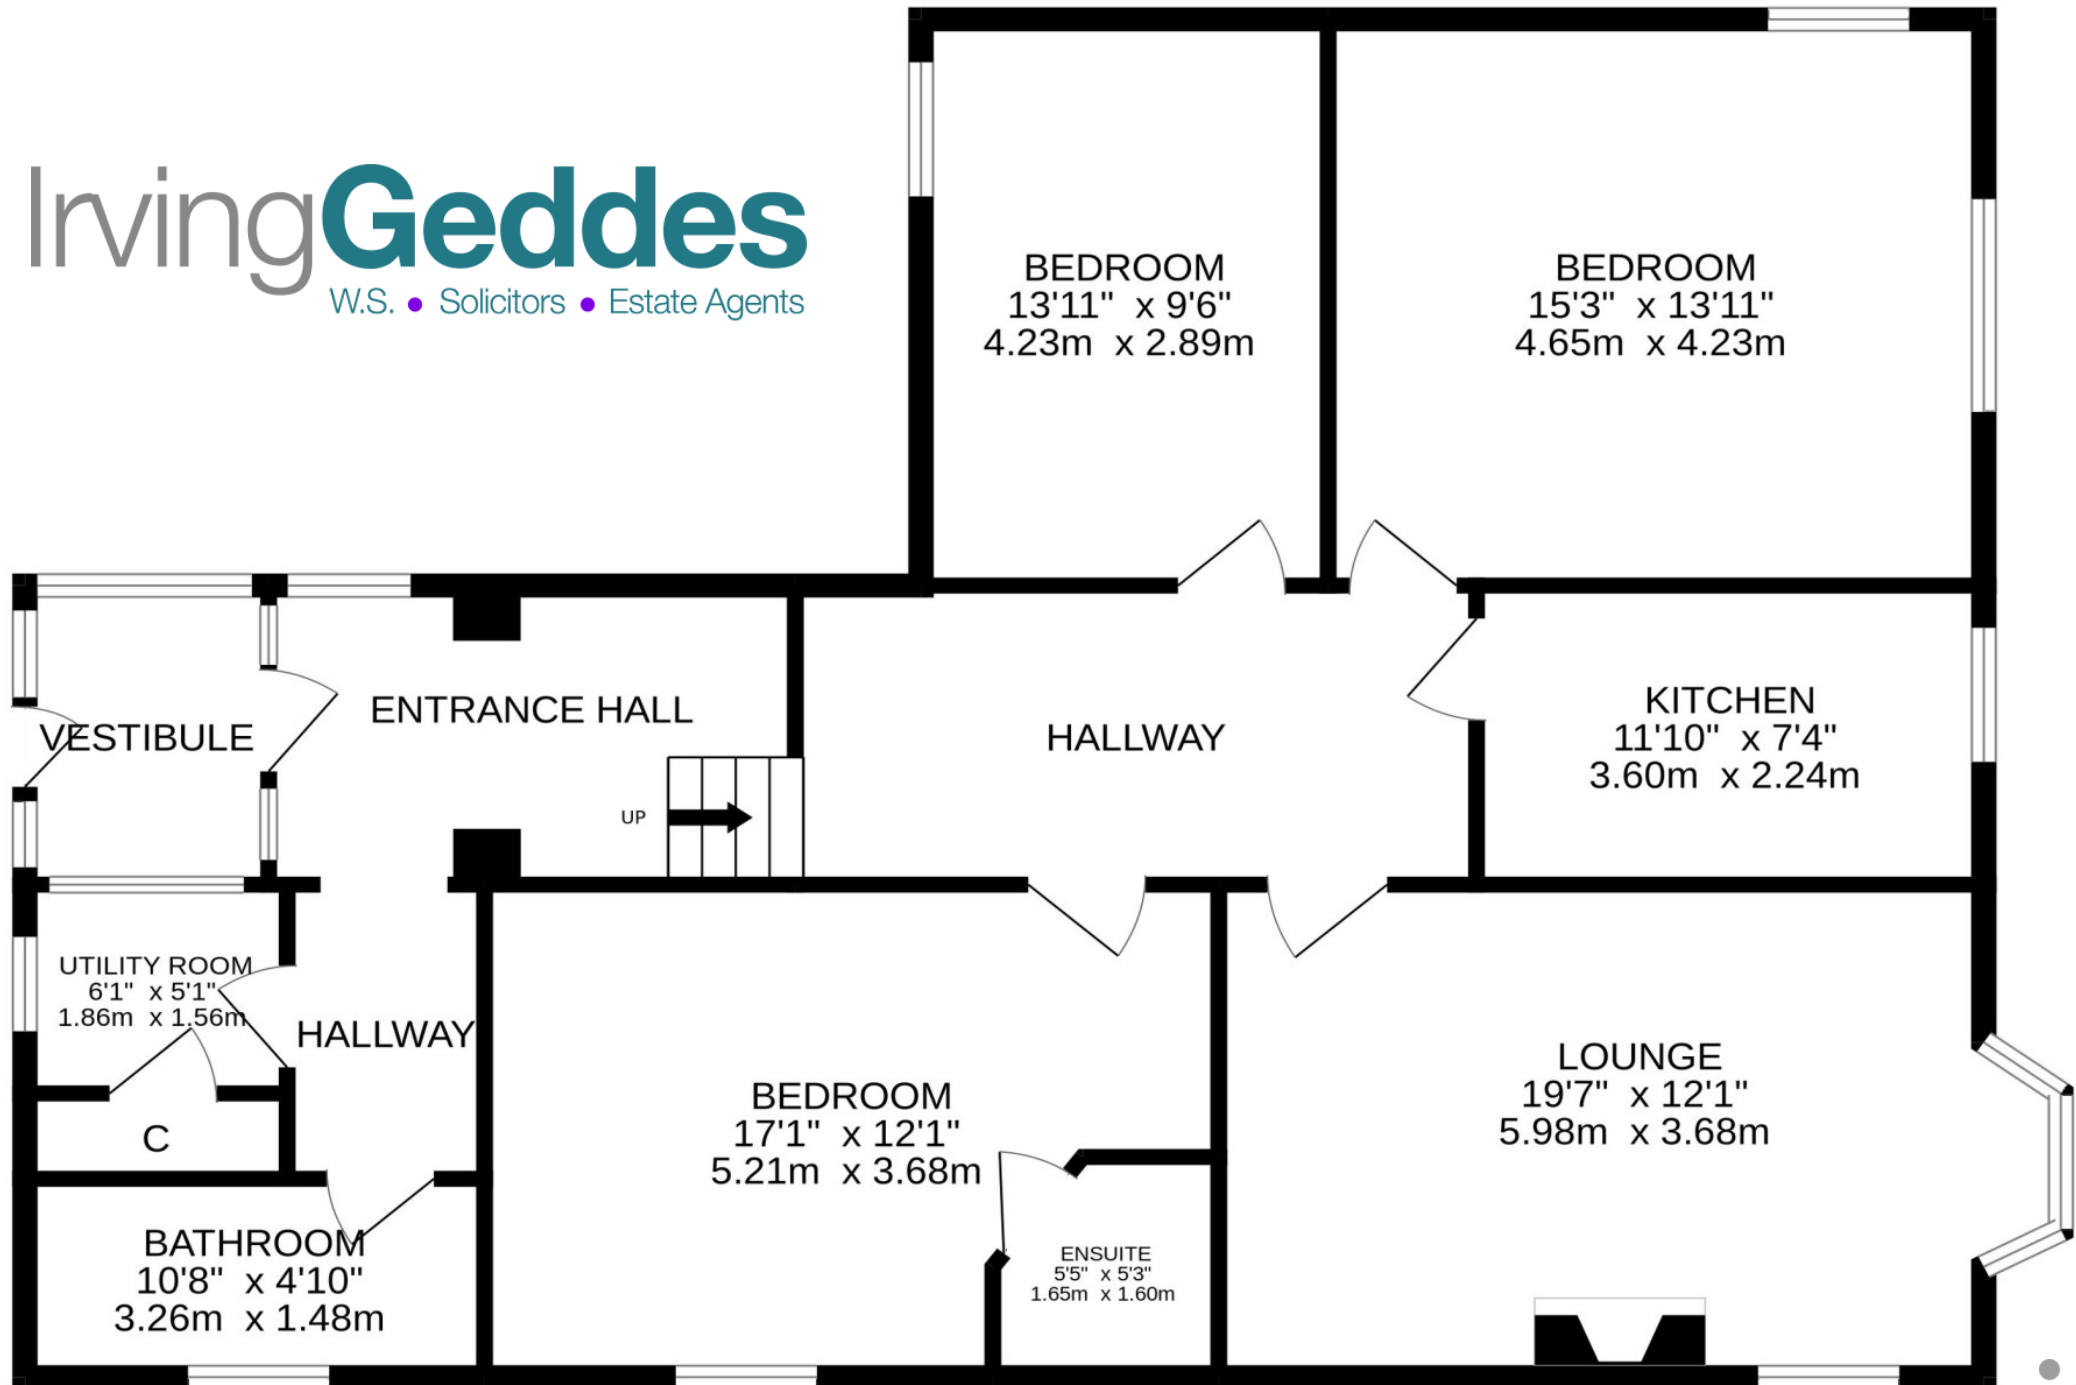 IrvingGeddes
W.S. • Solicitors • Estate Agents
BEDROOM
13'11" x 9'6"
4.23m x 2.89m
BEDROOM
15'3" x 13'11"
4.65m x 4.23m
VESTIBULE
ENTRANCE HALL
UP
HALLWAY
KITCHEN
11'10" x 7'4"
3.60m x 2.24m
UTILITY ROOM
6'1" x 5'1"
1.86m x 1.56m
HALLWAY
C
BATHROOM
10'8" x 4'10"
3.26m x 1.48m
BEDROOM
17'1" x 12'1"
5.21m x 3.68m
ENSUITE
5'5" x 5'3"
1.65m x 1.60m
LOUNGE
19'7" x 12'1"
5.98m x 3.68m